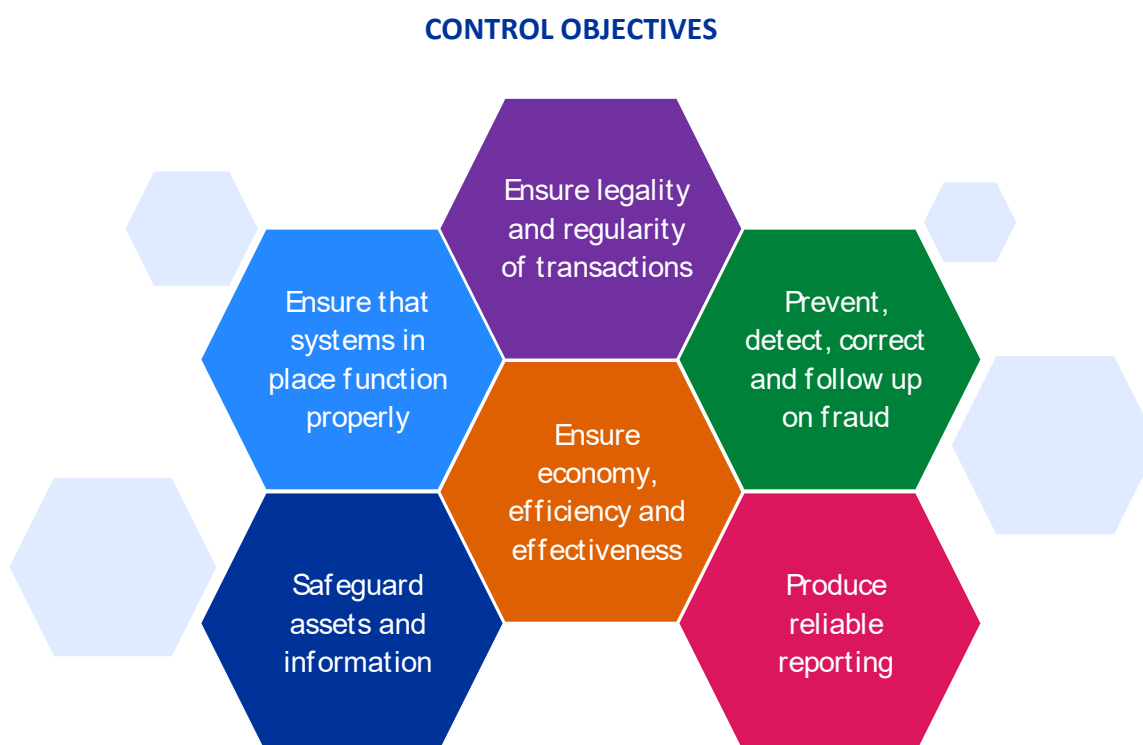 CONTROL OBJECTIVES
Ensure legality
and regularity
of transactions
Ensure that
systems in
place function
properly
Prevent,
detect, correct
and follow up
on fraud
Ensure
economy,
efficiency and
effectiveness
Safeguard
assets and
information
Produce
reliable
reporting